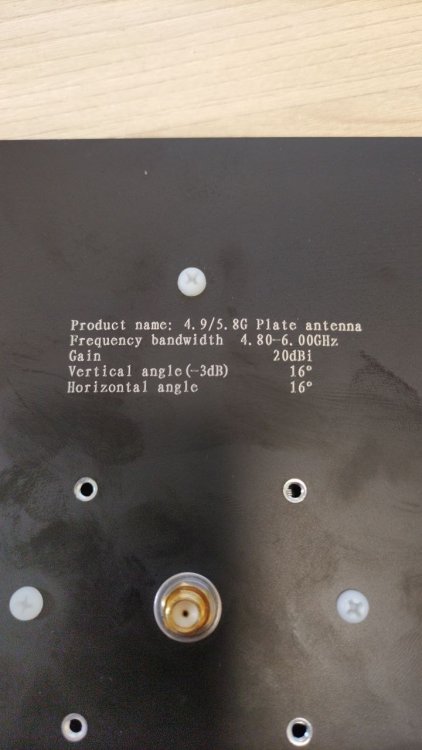 Product name: 4.9/5.8G Plate antenna
Frequency bandwidth 4.80-6.00GHz
Gain 20dBi
Vertical angle(-3dB) 16°
Horizontal angle 16°